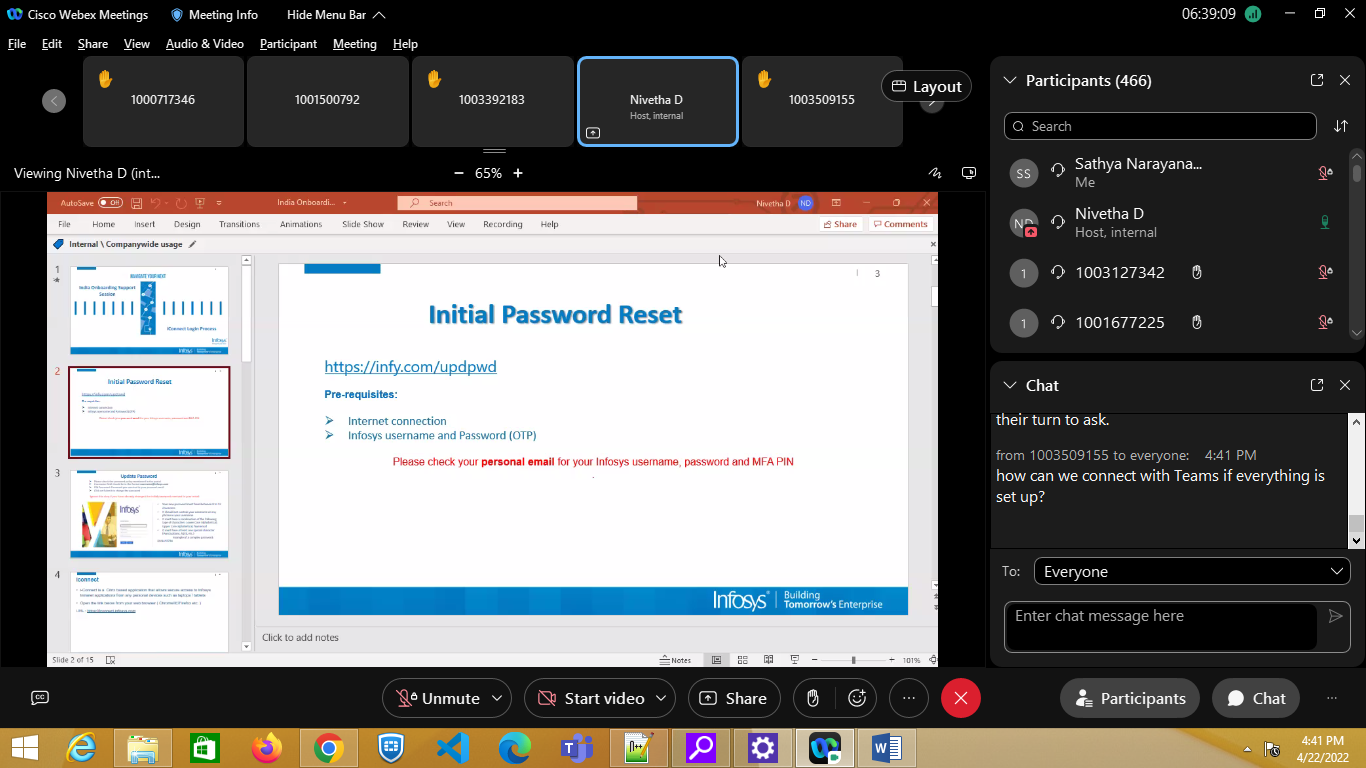 Cisco Webex Meetings
Meeting Info
Hide Menu Bar
06:39:09
File Edit Share View Audio & Video Participant Meeting Help
1000717346
1001500792
1003392183
Nivetha D
Host, internal
1003509155
Layout
Viewing Nivetha D (int...
65%
AutoSave Off
India Onboardi...
Search
Nivetha D ND
File Home Insert Design Transitions Animations Slide Show Review View Recording Help
Share Comments
Internal \ Companywide usage
1
India Onboarding Support
Session
iConnect Login Process
Infosys
2
Initial Password Reset
3
Update Password
Infosys
4
iconnect
3
Initial Password Reset
https://infy.com/updpwd
Pre-requisites:
Internet connection
Infosys username and Password (OTP)
Please check your personal email for your Infosys username, password and MFA PIN
Infosys Building
Tomorrow's Enterprise
Click to add notes
Slide 2 of 15
Notes
101%
Participants (466)
Search
SS
Sathya Narayana...
Me
ND
Nivetha D
Host, internal
1
1003127342
1
1001677225
Chat
their turn to ask.
from 1003509155 to everyone: 4:41 PM
how can we connect with Teams if everything is
set up?
To: Everyone
Enter chat message here
CC
Unmute
Start video
Share
Participants
Chat
4:41 PM
4/22/2022